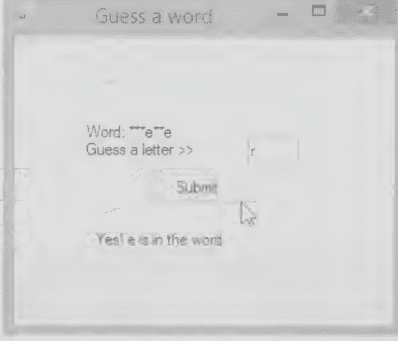 Guess a word
Word: ***e**e
Guess a letter >>
r
Submit
Yes! e is in the word